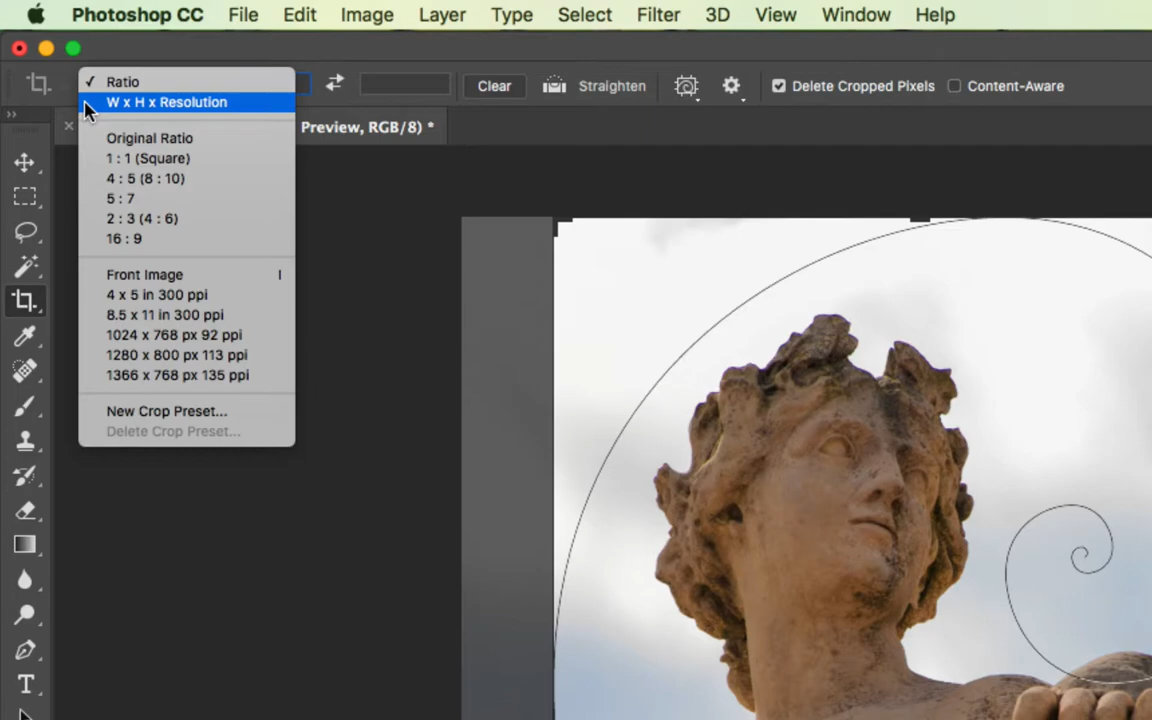 Photoshop CC File Edit Image Layer Type Select Filter 3D View Window Help
✓ Ratio
Clear Straighten Delete Cropped Pixels Content-Aware
W x H x Resolution
Preview, RGB/8) *
Original Ratio
1 : 1 (Square)
4 : 5 (8 : 10)
5 : 7
2 : 3 (4 : 6)
16 : 9
Front Image I
4 x 5 in 300 ppi
8.5 x 11 in 300 ppi
1024 x 768 px 92 ppi
1280 x 800 px 113 ppi
1366 x 768 px 135 ppi
New Crop Preset...
Delete Crop Preset...